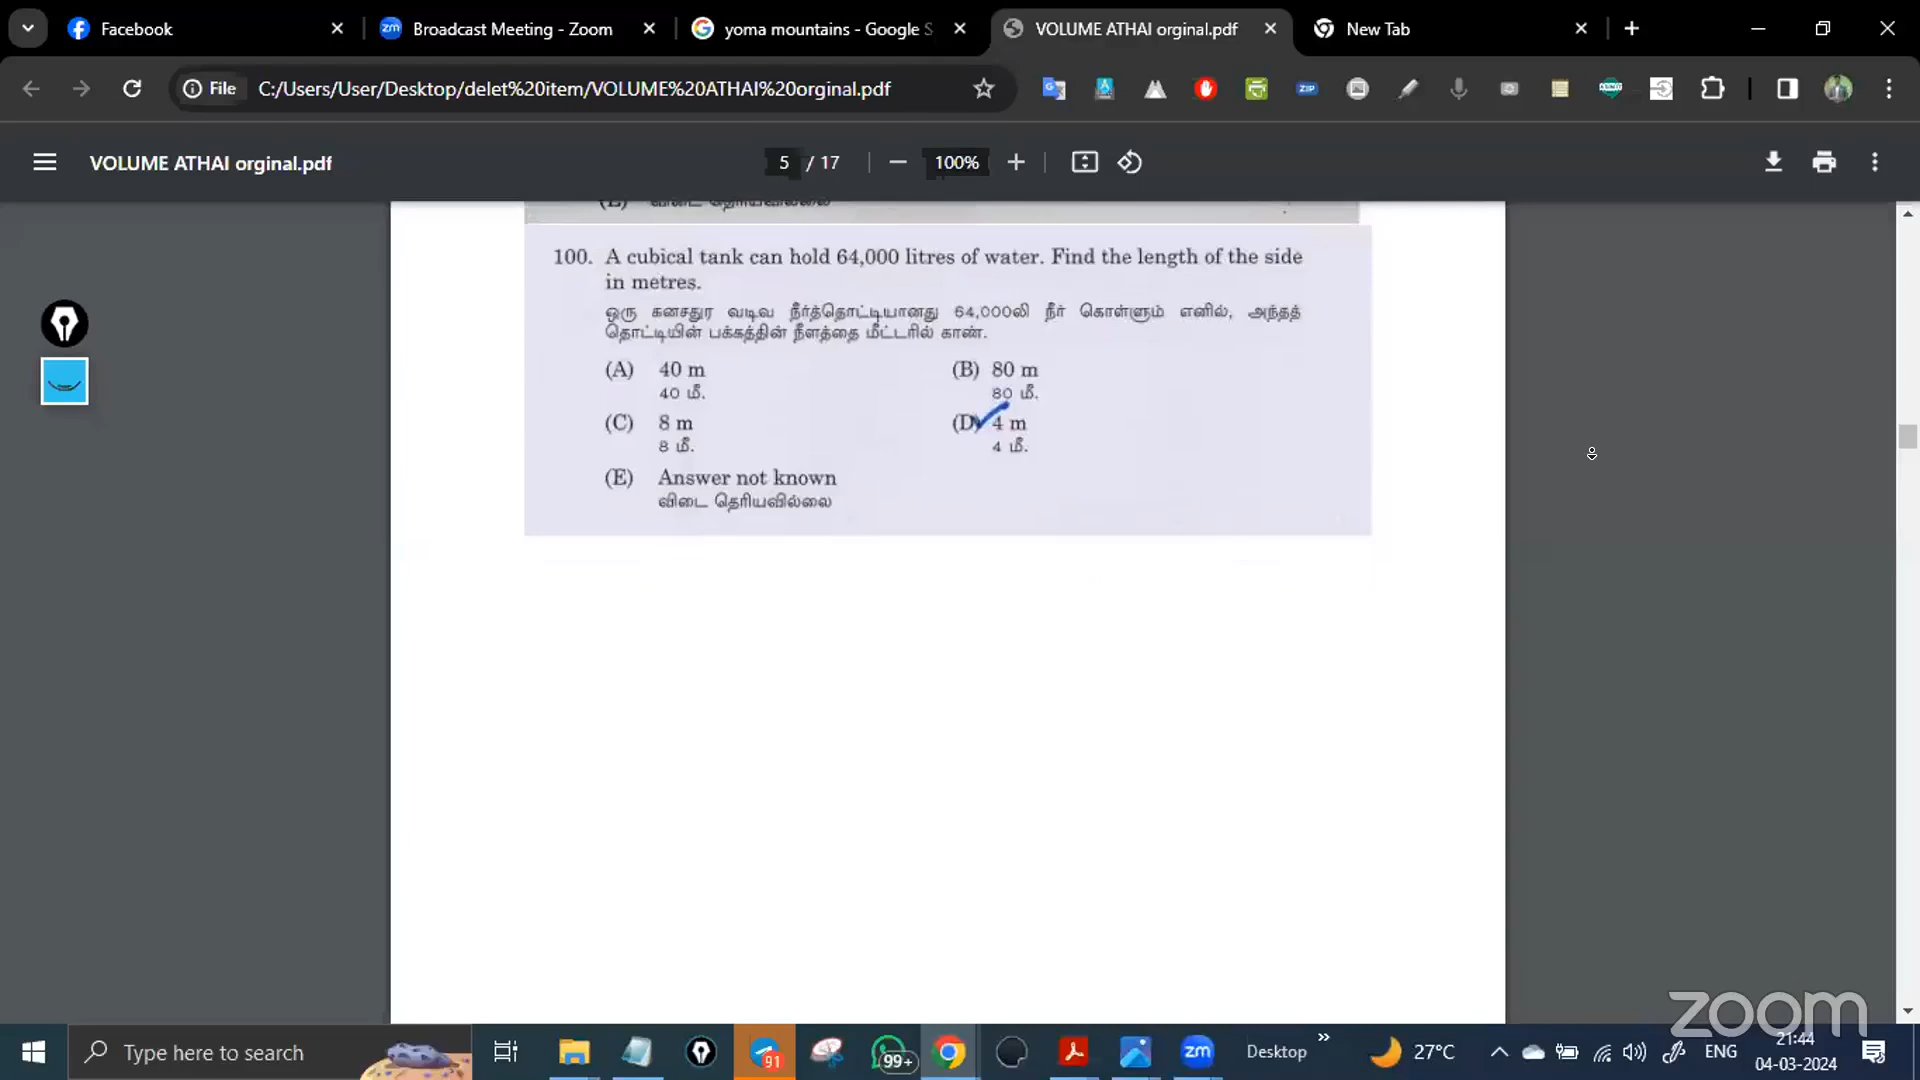 Facebook
Broadcast Meeting - Zoom
yoma mountains - Google S
VOLUME ATHAI orginal.pdf
New Tab
File
C:/Users/User/Desktop/delet%20item/VOLUME%20ATHAI%20orginal.pdf
VOLUME ATHAI orginal.pdf
5 / 17
100%
(E) விடை தெரியவில்லை
100. A cubical tank can hold 64,000 litres of water. Find the length of the side
in metres.
ஒரு கனசதுர வடிவ நீர்த்தொட்டியானது 64,000லி நீர் கொள்ளும் எனில், அந்தத்
தொட்டியின் பக்கத்தின் நீளத்தை மீட்டரில் காண்.
(A) 40 m
40 மீ.
(B) 80 m
80 மீ.
(C) 8 m
8 மீ.
(D) 4 m
4 மீ.
(E) Answer not known
விடை தெரியவில்லை
zoom
Type here to search
91
99+
zm
Desktop
27°C
ENG
21:44
04-03-2024